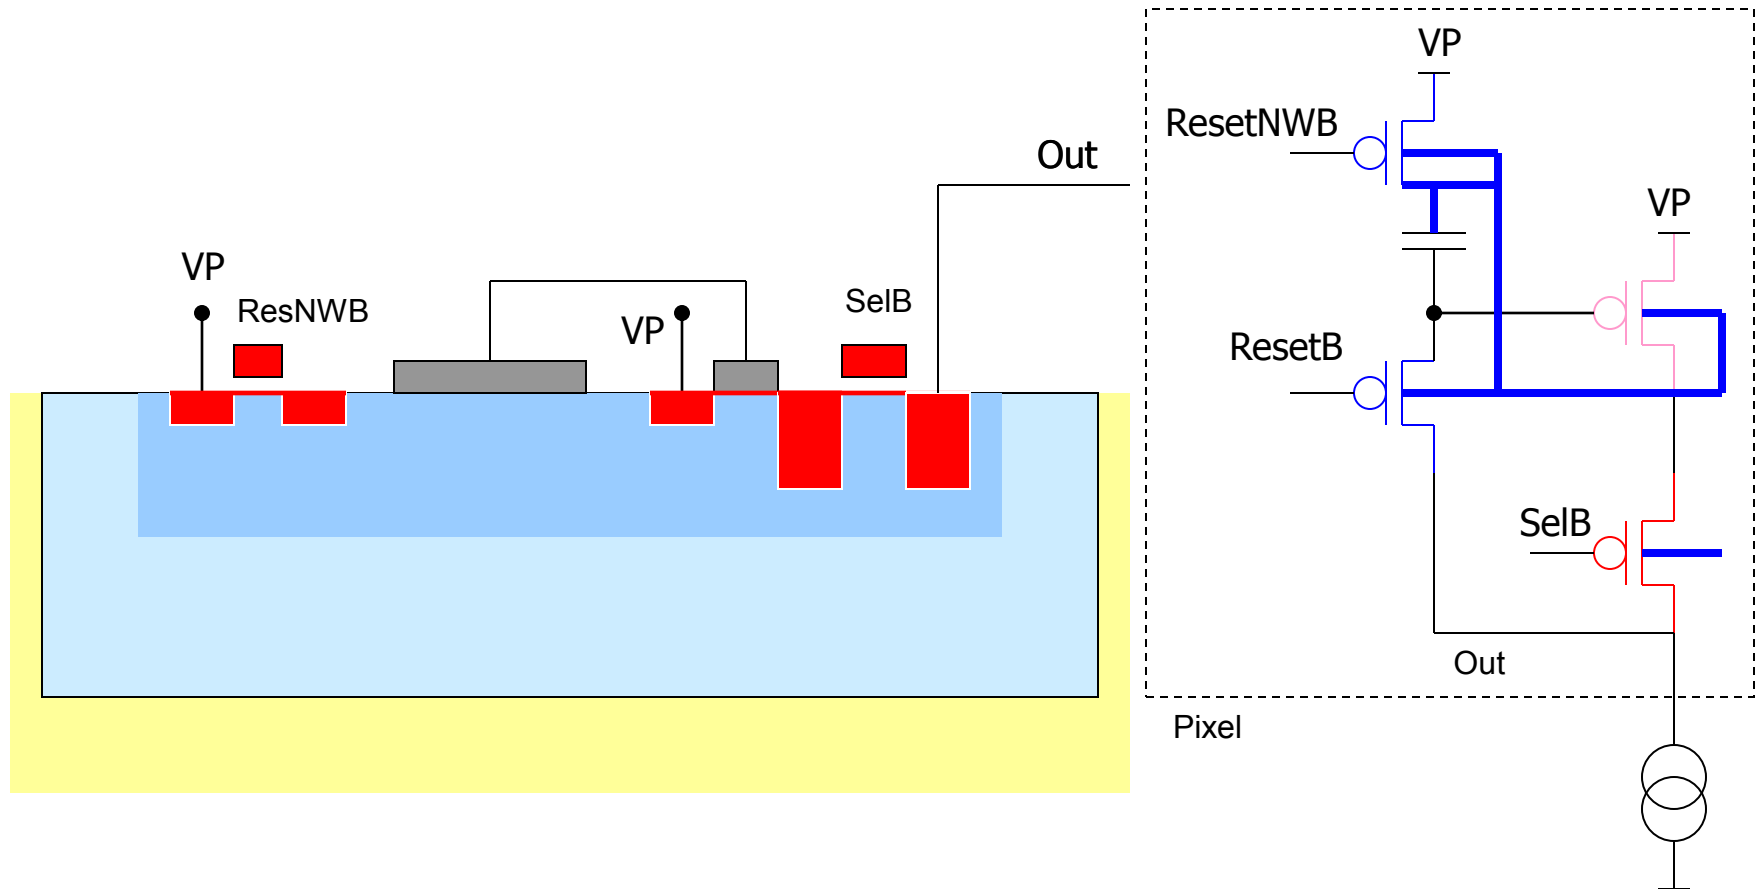 VP
ResNWB
VP
SelB
Out
VP
ResetNWB
VP
ResetB
SelB
Out
Pixel